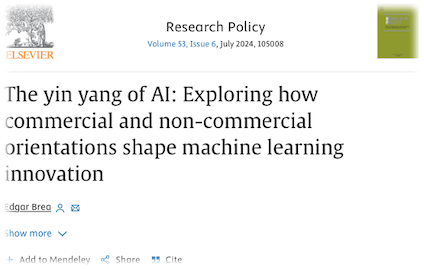 ELSEVIER
Research Policy
Volume 53, Issue 6, July 2024, 105008
The yin yang of AI: Exploring how
commercial and non-commercial
orientations shape machine learning
innovation
Edgar Brea
Show more
Add to Mendeley Share Cite